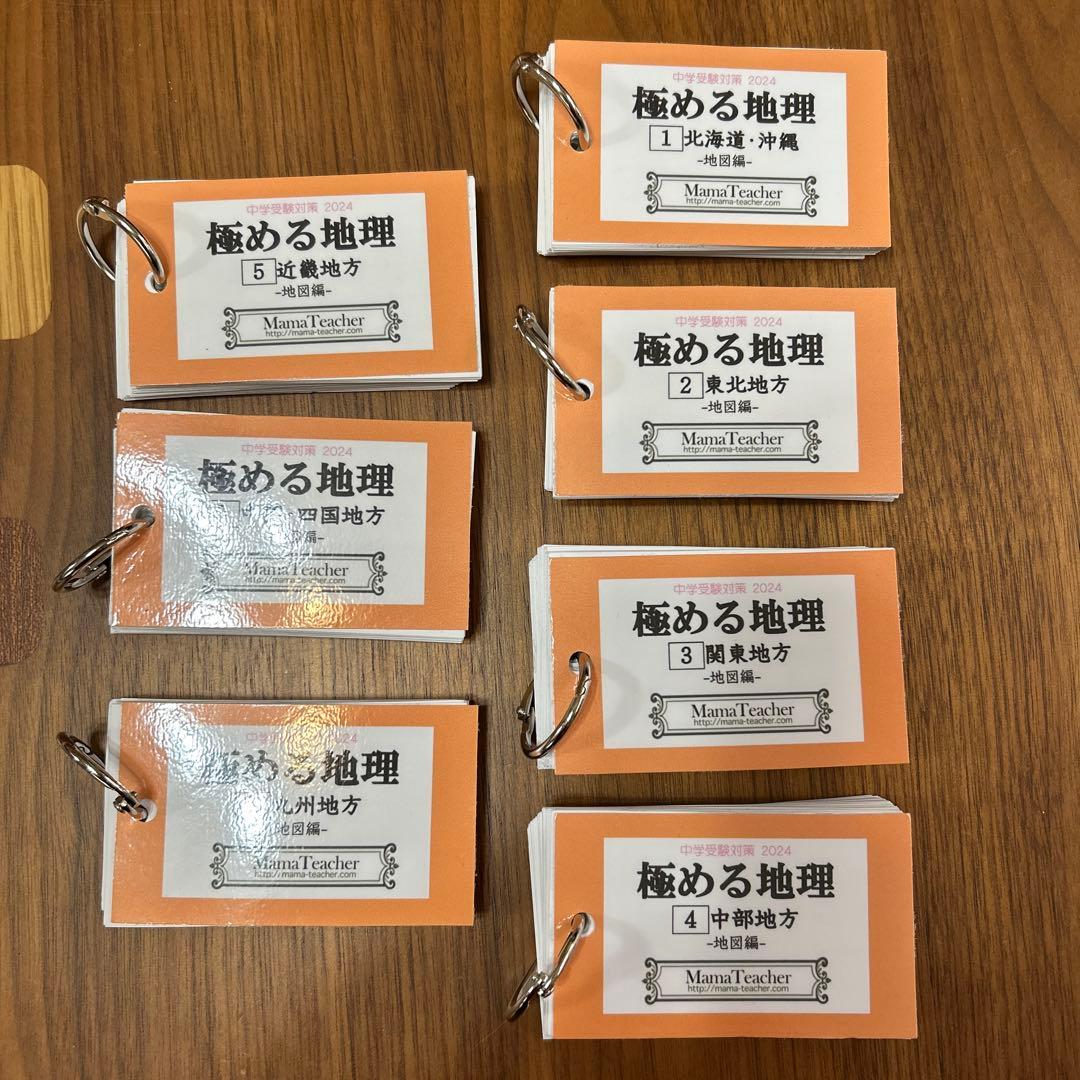 中学受験対策 2024
極める地理
1 北海道・沖縄
-地図編-
MamaTeacher
http://mama-teacher.com
中学受験対策 2024
極める地理
2 東北地方
-地図編-
MamaTeacher
http://mama-teacher.com
中学受験対策 2024
極める地理
3 関東地方
-地図編-
MamaTeacher
http://mama-teacher.com
中学受験対策 2024
極める地理
4 中部地方
-地図編-
MamaTeacher
http://mama-teacher.com
中学受験対策 2024
極める地理
5 近畿地方
-地図編-
MamaTeacher
http://mama-teacher.com
中学受験対策 2024
極める地理
四国地方
編-
MamaTeacher
http://mama-teacher.com
2024
極める地理
九州地方
地図編-
MamaTeacher
http://mama-teacher.com